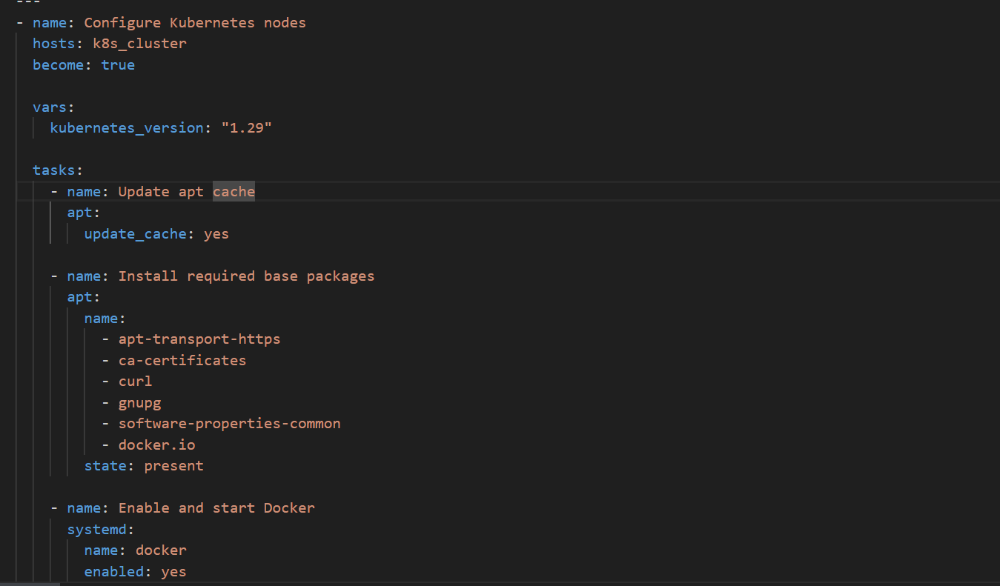 ---
- name: Configure Kubernetes nodes
  hosts: k8s_cluster
  become: true

  vars:
    kubernetes_version: "1.29"

  tasks:
    - name: Update apt cache
      apt:
        update_cache: yes

    - name: Install required base packages
      apt:
        name:
          - apt-transport-https
          - ca-certificates
          - curl
          - gnupg
          - software-properties-common
          - docker.io
        state: present

    - name: Enable and start Docker
      systemd:
        name: docker
        enabled: yes